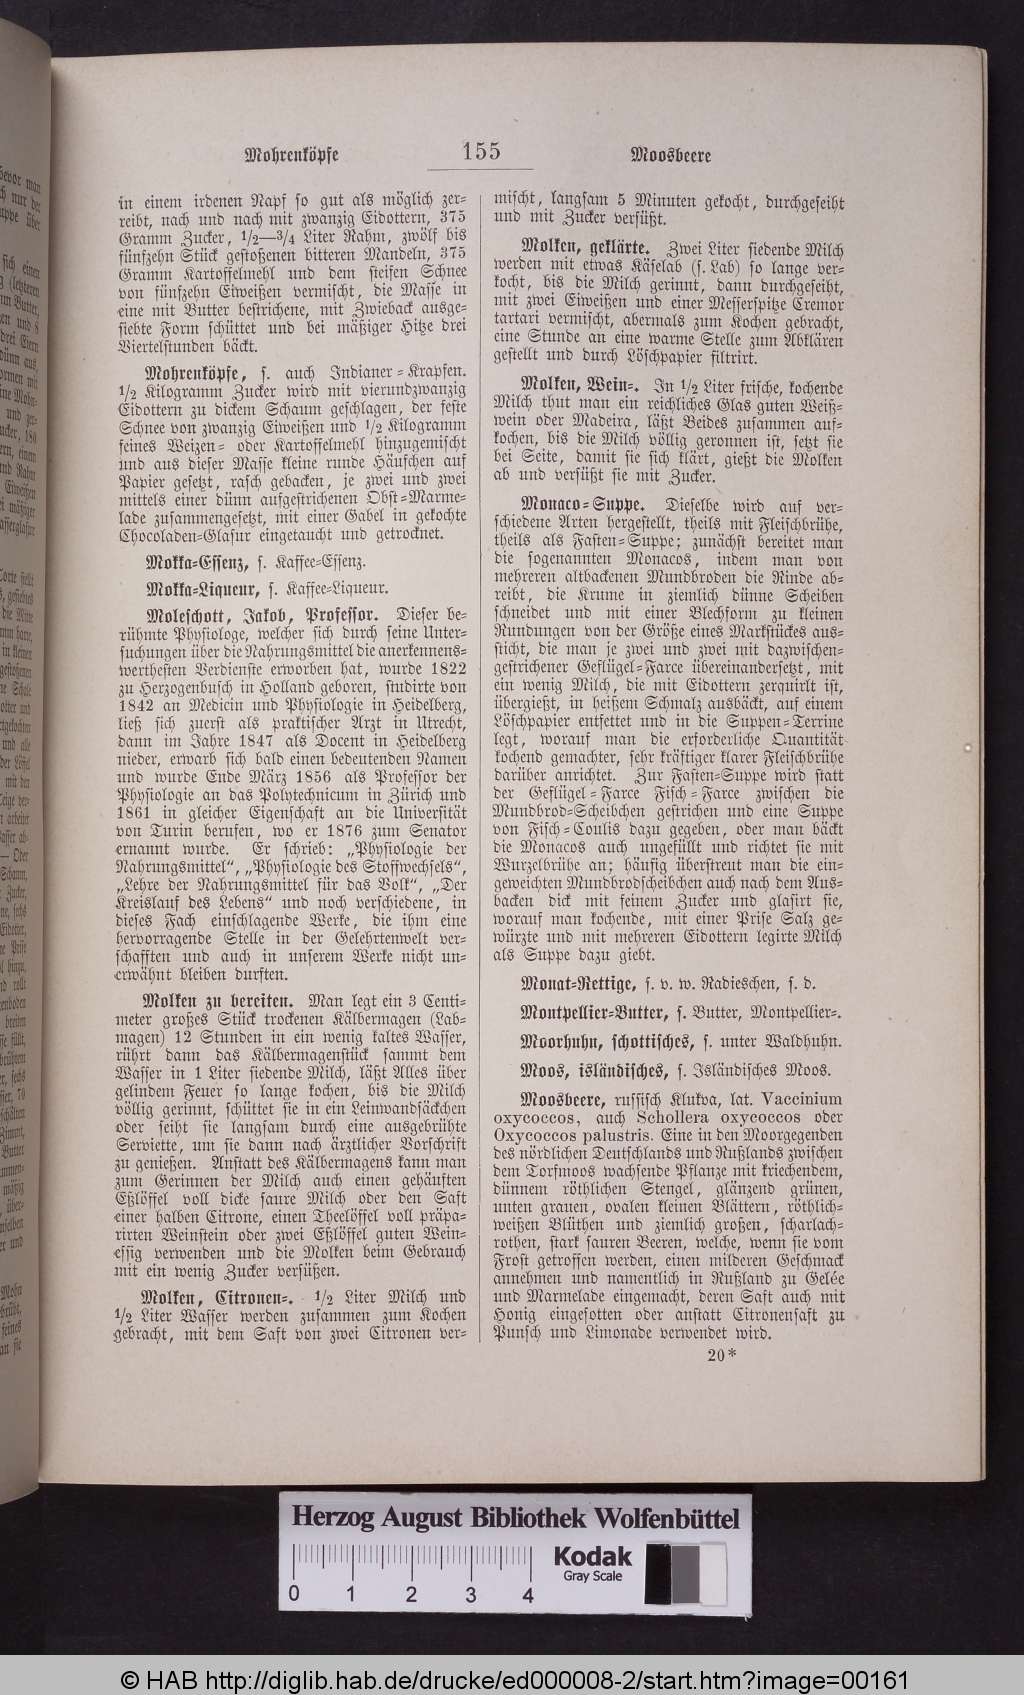 Mohrenköpfe 155 Moosbeere
in einem irdenen Napf so gut als möglich zer-
reibt, nach und nach mit zwanzig Eidottern, 375
Gramm Zucker, 1/2—3/4 Liter Rahm, zwölf bis
fünfzehn Stück gestoßenen bitteren Mandeln, 375
Gramm Kartoffelmehl und dem steifen Schnee
von fünfzehn Eiweißen vermischt, die Masse in
eine mit Butter bestrichene, mit Zwieback ausge-
siebte Form schüttet und bei mäßiger Hitze drei
Viertelstunden bäckt.
Mohrenköpfe, s. auch Indianer-Krapfen.
1/2 Kilogramm Zucker wird mit vierundzwanzig
Eidottern zu dickem Schaum geschlagen, der feste
Schnee von zwanzig Eiweißen und 1/2 Kilogramm
feines Weizen- oder Kartoffelmehl hinzugemischt
und aus dieser Masse kleine runde Häufchen auf
Papier gesetzt, rasch gebacken, je zwei und zwei
mittels einer dünn aufgestrichenen Obst-Marme-
lade zusammengesetzt, mit einer Gabel in gekochte
Chocoladen-Glasur eingetaucht und getrocknet.
Mokka-Essenz, s. Kaffee-Essenz.
Mokka-Liqueur, s. Kaffee-Liqueur.
Moleschott, Jakob, Professor. Dieser be-
rühmte Physiologe, welcher sich durch seine Unter-
suchungen über die Nahrungsmittel die anerkennens-
werthesten Verdienste erworben hat, wurde 1822
zu Herzogenbusch in Holland geboren, studirte von
1842 an Medicin und Physiologie in Heidelberg,
ließ sich zuerst als praktischer Arzt in Utrecht,
dann im Jahre 1847 als Docent in Heidelberg
nieder, erwarb sich bald einen bedeutenden Namen
und wurde Ende März 1856 als Professor der
Physiologie an das Polytechnicum in Zürich und
1861 in gleicher Eigenschaft an die Universität
von Turin berufen, wo er 1876 zum Senator
ernannt wurde. Er schrieb: „Physiologie der
Nahrungsmittel“, „Physiologie des Stoffwechsels“,
„Lehre der Nahrungsmittel für das Volk“, „Der
Kreislauf des Lebens“ und noch verschiedene, in
dieses Fach einschlagende Werke, die ihm eine
hervorragende Stelle in der Gelehrtenwelt ver-
schafften und auch in unserem Werke nicht un-
erwähnt bleiben durften.
Molken zu bereiten. Man legt ein 3 Centi-
meter großes Stück trockenen Kälbermagen (Lab-
magen) 12 Stunden in ein wenig kaltes Wasser,
rührt dann das Kälbermagenstück sammt dem
Wasser in 1 Liter siedende Milch, läßt Alles über
gelindem Feuer so lange kochen, bis die Milch
völlig gerinnt, schüttet sie in ein Leinwandsäckchen
oder seiht sie langsam durch eine ausgebrühte
Serviette, um sie dann nach ärztlicher Vorschrift
zu genießen. Anstatt des Kälbermagens kann man
zum Gerinnen der Milch auch einen gehäuften
Eßlöffel voll dicke saure Milch oder den Saft
einer halben Citrone, einen Theelöffel voll präpa-
rirten Weinstein oder zwei Eßlöffel guten Wein-
essig verwenden und die Molken beim Gebrauch
mit ein wenig Zucker versüßen.
Molken, Citronen-. 1/2 Liter Milch und
1/2 Liter Wasser werden zusammen zum Kochen
gebracht, mit dem Saft von zwei Citronen ver-
mischt, langsam 5 Minuten gekocht, durchgeseiht
und mit Zucker versüßt.
Molken, geklärte. Zwei Liter siedende Milch
werden mit etwas Käselab (s. Lab) so lange ver-
kocht, bis die Milch gerinnt, dann durchgeseiht,
mit zwei Eiweißen und einer Messerspitze Cremor
tartari vermischt, abermals zum Kochen gebracht,
eine Stunde an eine warme Stelle zum Abklären
gestellt und durch Löschpapier filtrirt.
Molken, Wein-. In 1/2 Liter frische, kochende
Milch thut man ein reichliches Glas guten Weiß-
wein oder Madeira, läßt Beides zusammen auf-
kochen, bis die Milch völlig geronnen ist, setzt sie
bei Seite, damit sie sich klärt, gießt die Molken
ab und versüßt sie mit Zucker.
Monaco-Suppe. Dieselbe wird auf ver-
schiedene Arten hergestellt, theils mit Fleischbrühe,
theils als Fasten-Suppe; zunächst bereitet man
die sogenannten Monacos, indem man von
mehreren altbackenen Mundbroden die Rinde ab-
reibt, die Krume in ziemlich dünne Scheiben
schneidet und mit einer Blechform zu kleinen
Rundungen von der Größe eines Markstückes aus-
sticht, die man je zwei und zwei mit dazwischen-
gestrichener Geflügel-Farce übereinandersetzt, mit
ein wenig Milch, die mit Eidottern zerquirlt ist,
übergießt, in heißem Schmalz ausbäckt, auf einem
Löschpapier entfettet und in die Suppen-Terrine
legt, worauf man die erforderliche Quantität
kochend gemachter, sehr kräftiger klarer Fleischbrühe
darüber anrichtet. Zur Fasten-Suppe wird statt
der Geflügel-Farce Fisch-Farce zwischen die
Mundbrod-Scheibchen gestrichen und eine Suppe
von Fisch-Coulis dazu gegeben, oder man bäckt
die Monacos auch ungefüllt und richtet sie mit
Wurzelbrühe an; häufig überstreut man die ein-
geweichten Mundbrodscheibchen auch nach dem Aus-
backen dick mit feinem Zucker und glasirt sie,
worauf man kochende, mit einer Prise Salz ge-
würzte und mit mehreren Eidottern legirte Milch
als Suppe dazu giebt.
Monat-Rettige, s. v. w. Radieschen, s. d.
Montpellier-Butter, s. Butter, Montpellier-.
Moorhuhn, schottisches, s. unter Waldhuhn.
Moos, isländisches, s. Isländisches Moos.
Moosbeere, russisch Klukva, lat. Vaccinium
oxycoccos, auch Schollera oxycoccos oder
Oxycoccos palustris. Eine in den Moorgegenden
des nördlichen Deutschlands und Rußlands zwischen
dem Torfmoos wachsende Pflanze mit kriechendem,
dünnem röthlichen Stengel, glänzend grünen,
unten grauen, ovalen kleinen Blättern, röthlich-
weißen Blüthen und ziemlich großen, scharlach-
rothen, stark sauren Beeren, welche, wenn sie vom
Frost getroffen werden, einen milderen Geschmack
annehmen und namentlich in Rußland zu Gelée
und Marmelade eingemacht, deren Saft auch mit
Honig eingesotten oder anstatt Citronensaft zu
Punsch und Limonade verwendet wird.
20*
Herzog August Bibliothek Wolfenbüttel
Kodak
Gray Scale
0 1 2 3 4
© HAB http://diglib.hab.de/drucke/ed000008-2/start.htm?image=00161